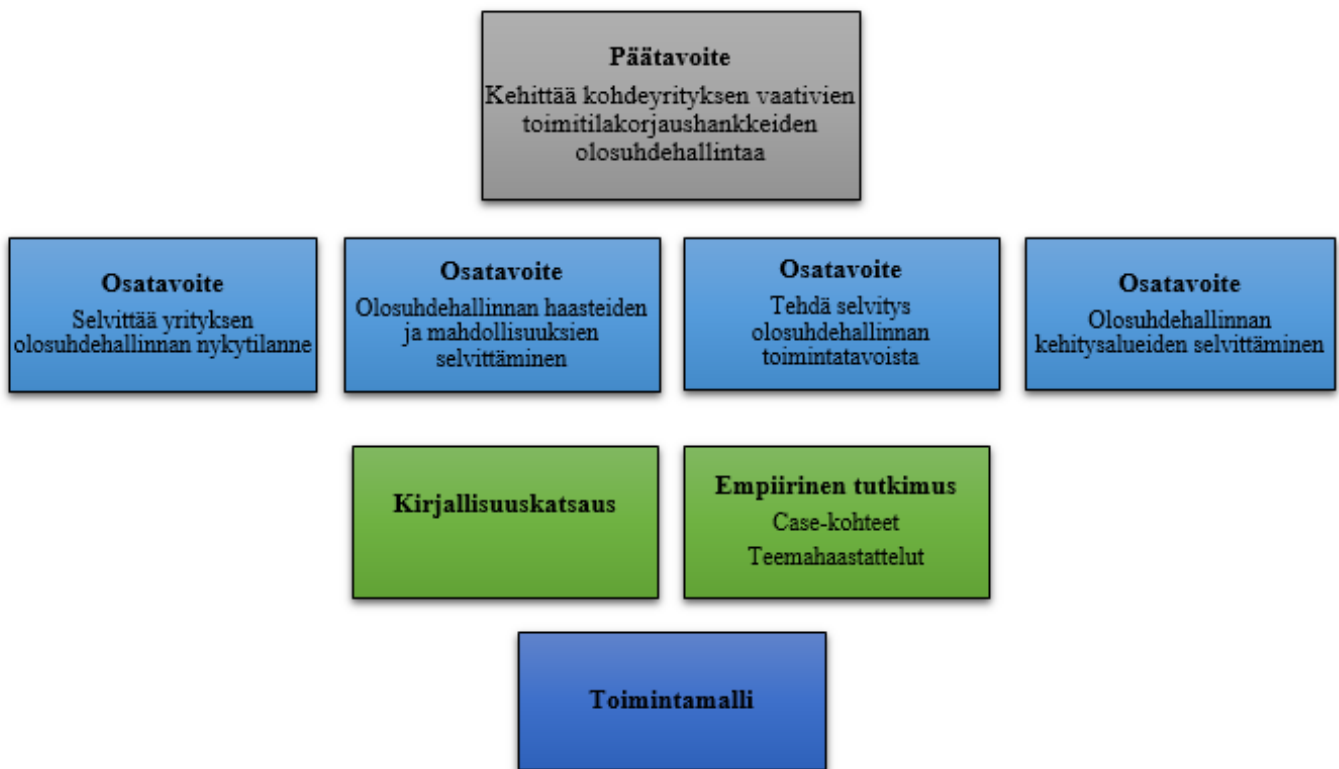 Päätavoite
Kehittää kohdeyrityksen vaativien
toimitilakorjaushankkeiden
olosuhdehallintaa
Osatavoite
Selvittää yrityksen
olosuhdehallinnan nykytilanne
Osatavoite
Olosuhdehallinnan haasteiden
ja mahdollisuuksien
selvittäminen
Osatavoite
Tehdä selvitys
olosuhdehallinnan
toimintatavoista
Osatavoite
Olosuhdehallinnan
kehitysalueiden selvittäminen
Kirjallisuuskatsaus
Empiirinen tutkimus
Case-kohteet
Teemahaastattelut
Toimintamalli